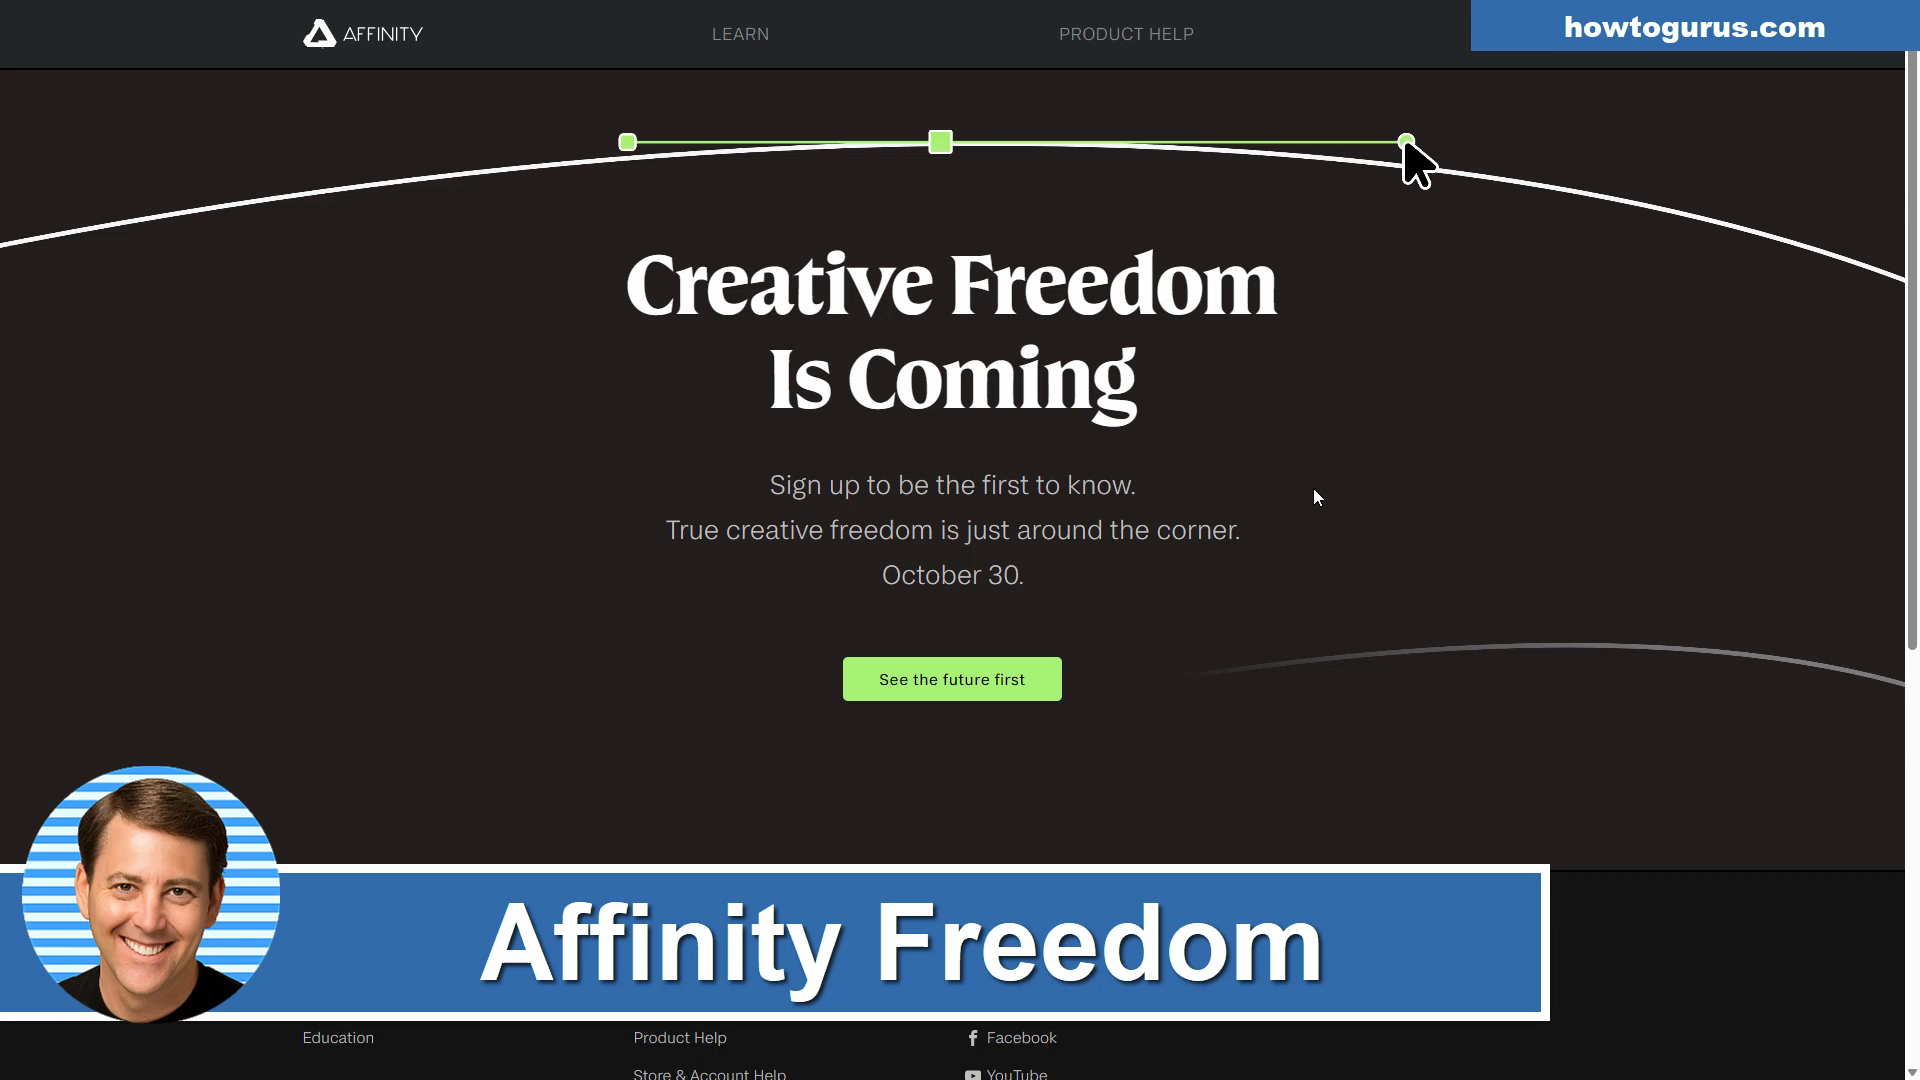 AFFINITY
LEARN
PRODUCT HELP
howtogurus.com
Creative Freedom
Is Coming
Sign up to be the first to know.
True creative freedom is just around the corner.
October 30.
See the future first
Affinity Freedom
Education
Product Help
Facebook
Store & Account Help
YouTube